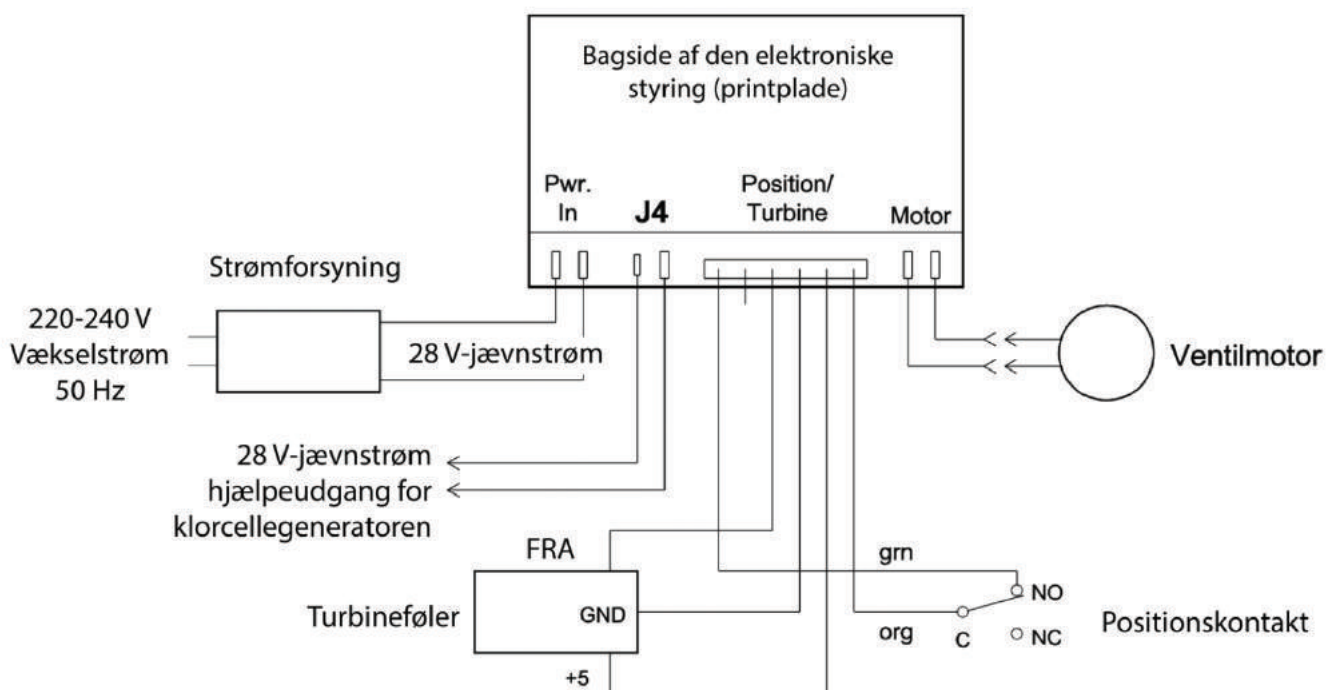 Bagside af den elektroniske
styring (printplade)
Pwr.
In
J4
Position/
Turbine
Motor
Strømforsyning
220-240 V
Vækselstrøm
50 Hz
28 V-jævnstrøm
Ventilmotor
28 V-jævnstrøm
hjælpeudgang for
klorcellegeneratoren
FRA
Turbineføler
GND
+5
grn
org
C
NO
NC
Positionskontakt